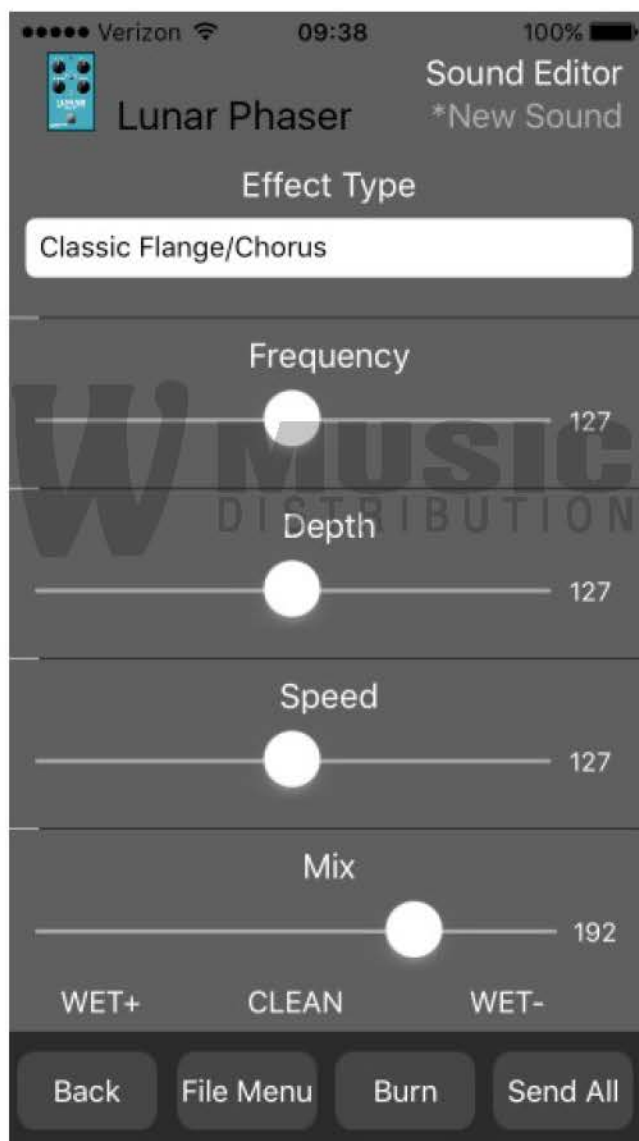 Verizon 09:38 100%
Sound Editor
Lunar Phaser *New Sound
Effect Type
Classic Flange/Chorus
Frequency
127
W MUSIC
DISTRIBUTION
Depth
127
Speed
127
Mix
192
WET+ CLEAN WET-
Back File Menu Burn Send All